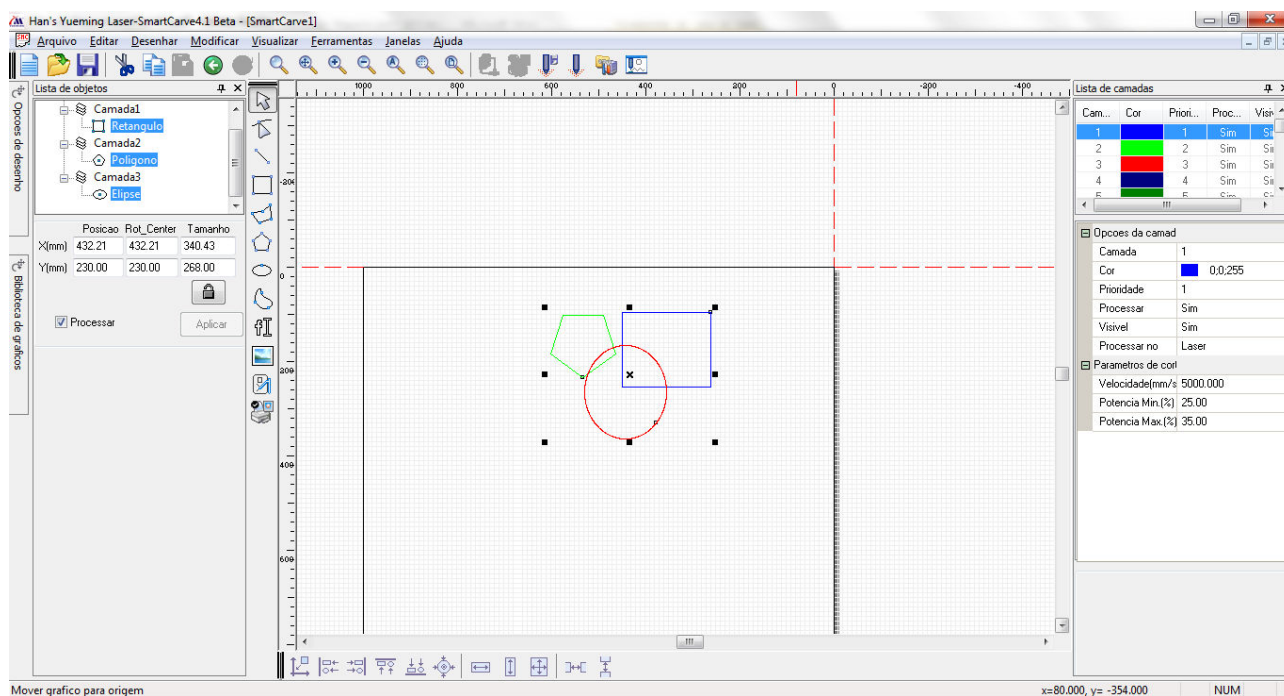 Han's Yueming Laser-SmartCarve4.1 Beta - [SmartCarve1]
Arquivo Editar Desenhar Modificar Visualizar Ferramentas Janelas Ajuda
Opcoes de desenho
Biblioteca de graficos
Lista de objetos
Camada1
Retangulo
Camada2
Poligono
Camada3
Elipse
Posicao Rot_Center Tamanho
X(mm) 432.21 432.21 340.43
Y(mm) 230.00 230.00 268.00
Processar Aplicar
1000 800 600 400 200 0 -200 -400
-200
0
200
400
600
Lista de camadas
Cam... Cor Priori... Proc...
1 1 Sim
2 2 Sim
3 3 Sim
4 4 Sim
Opcoes da camad
Camada 1
Cor 0;0;255
Prioridade 1
Processar Sim
Visivel Sim
Processar no Laser
Parametros de cort
Velocidade(mm/s 5000.000
Potencia Min.(%) 25.00
Potencia Max.(%) 35.00
Mover grafico para origem
x=80.000, y= -354.000 NUM